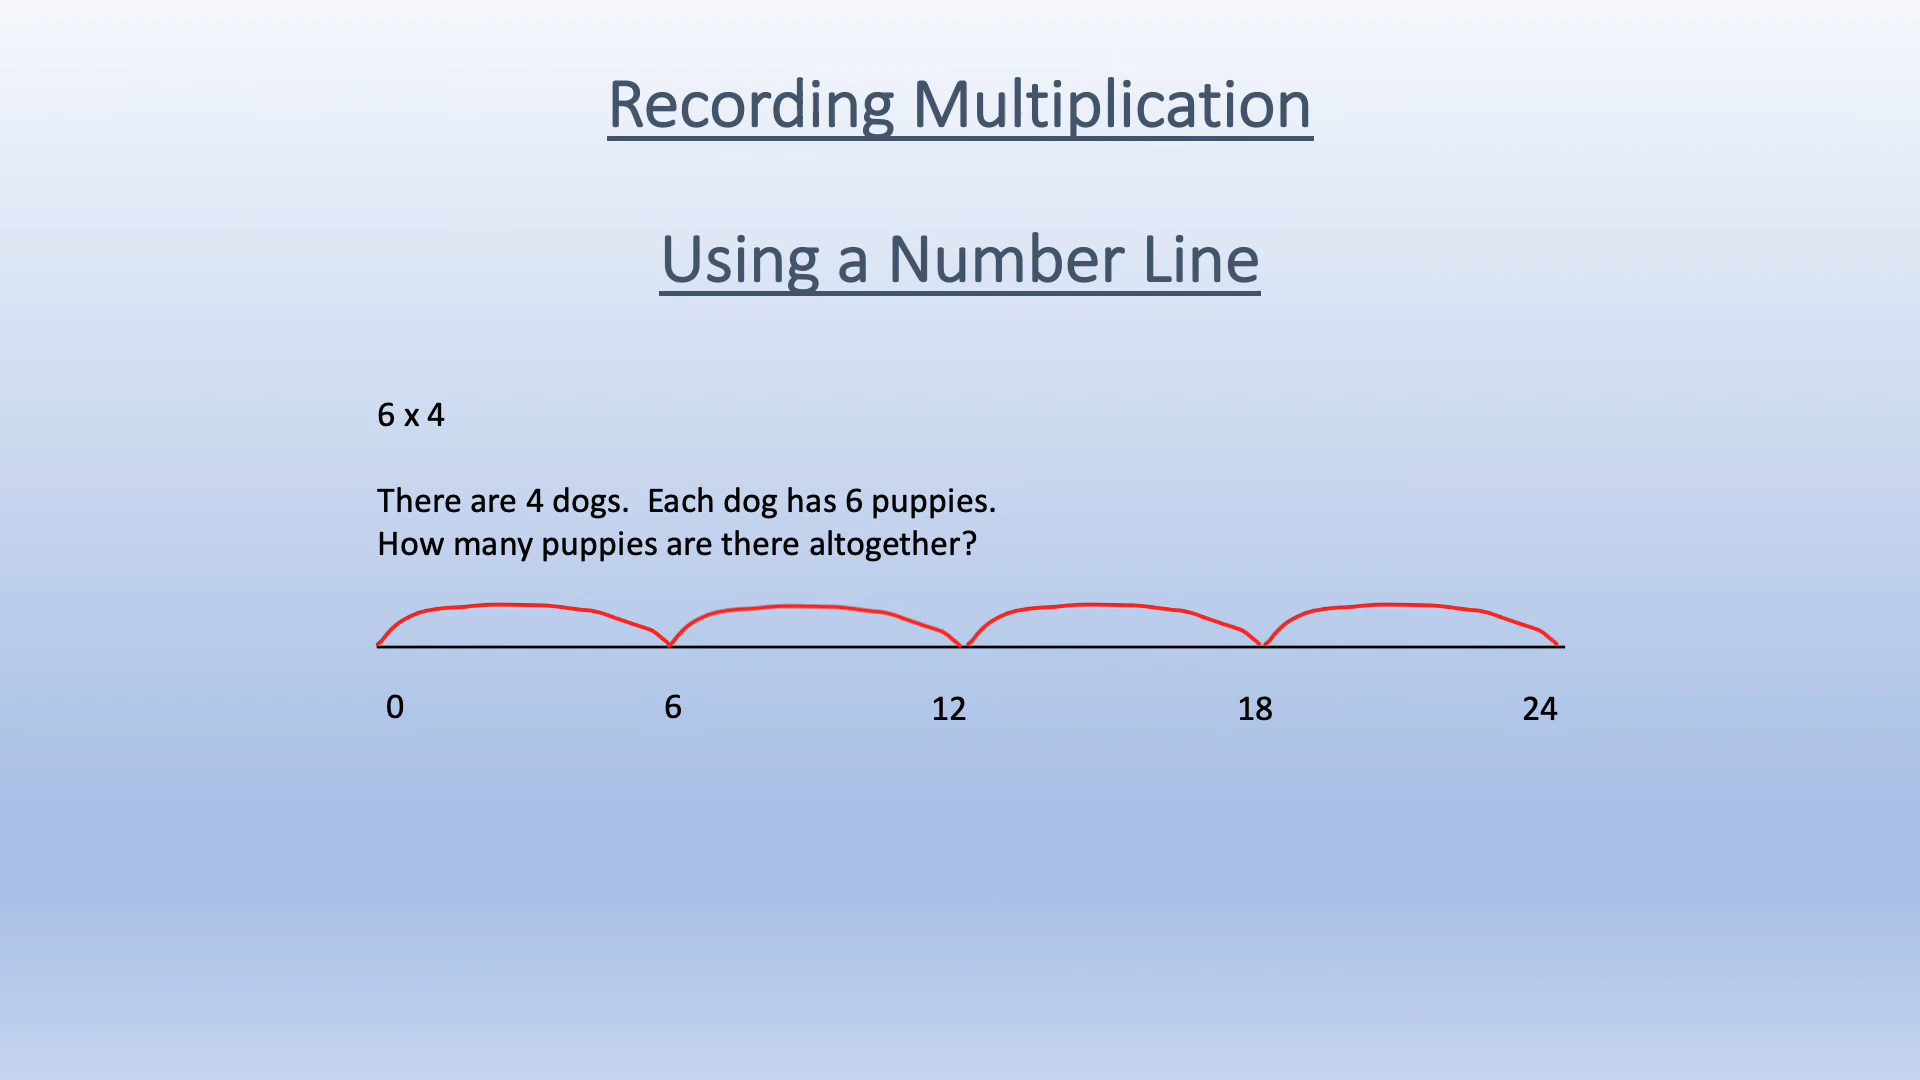 Recording Multiplication
Using a Number Line
6 x 4
There are 4 dogs.  Each dog has 6 puppies.
How many puppies are there altogether?
0 6 12 18 24